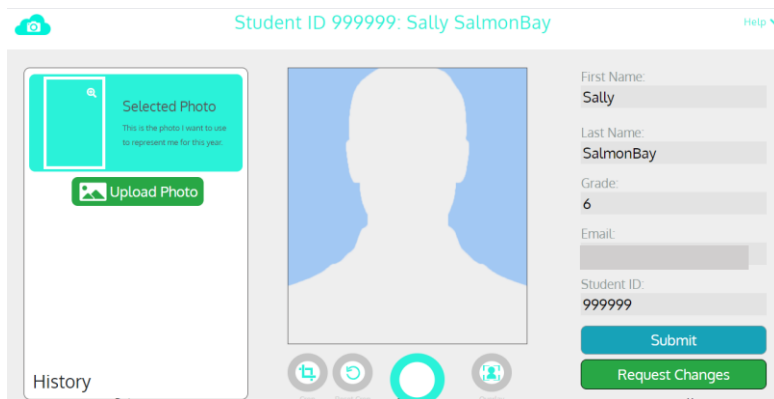 Student ID 999999: Sally SalmonBay
Help
Selected Photo
This is the photo I want to use
to represent me for this year.
Upload Photo
History
First Name:
Sally
Last Name:
SalmonBay
Grade:
6
Email:
Student ID:
999999
Submit
Request Changes